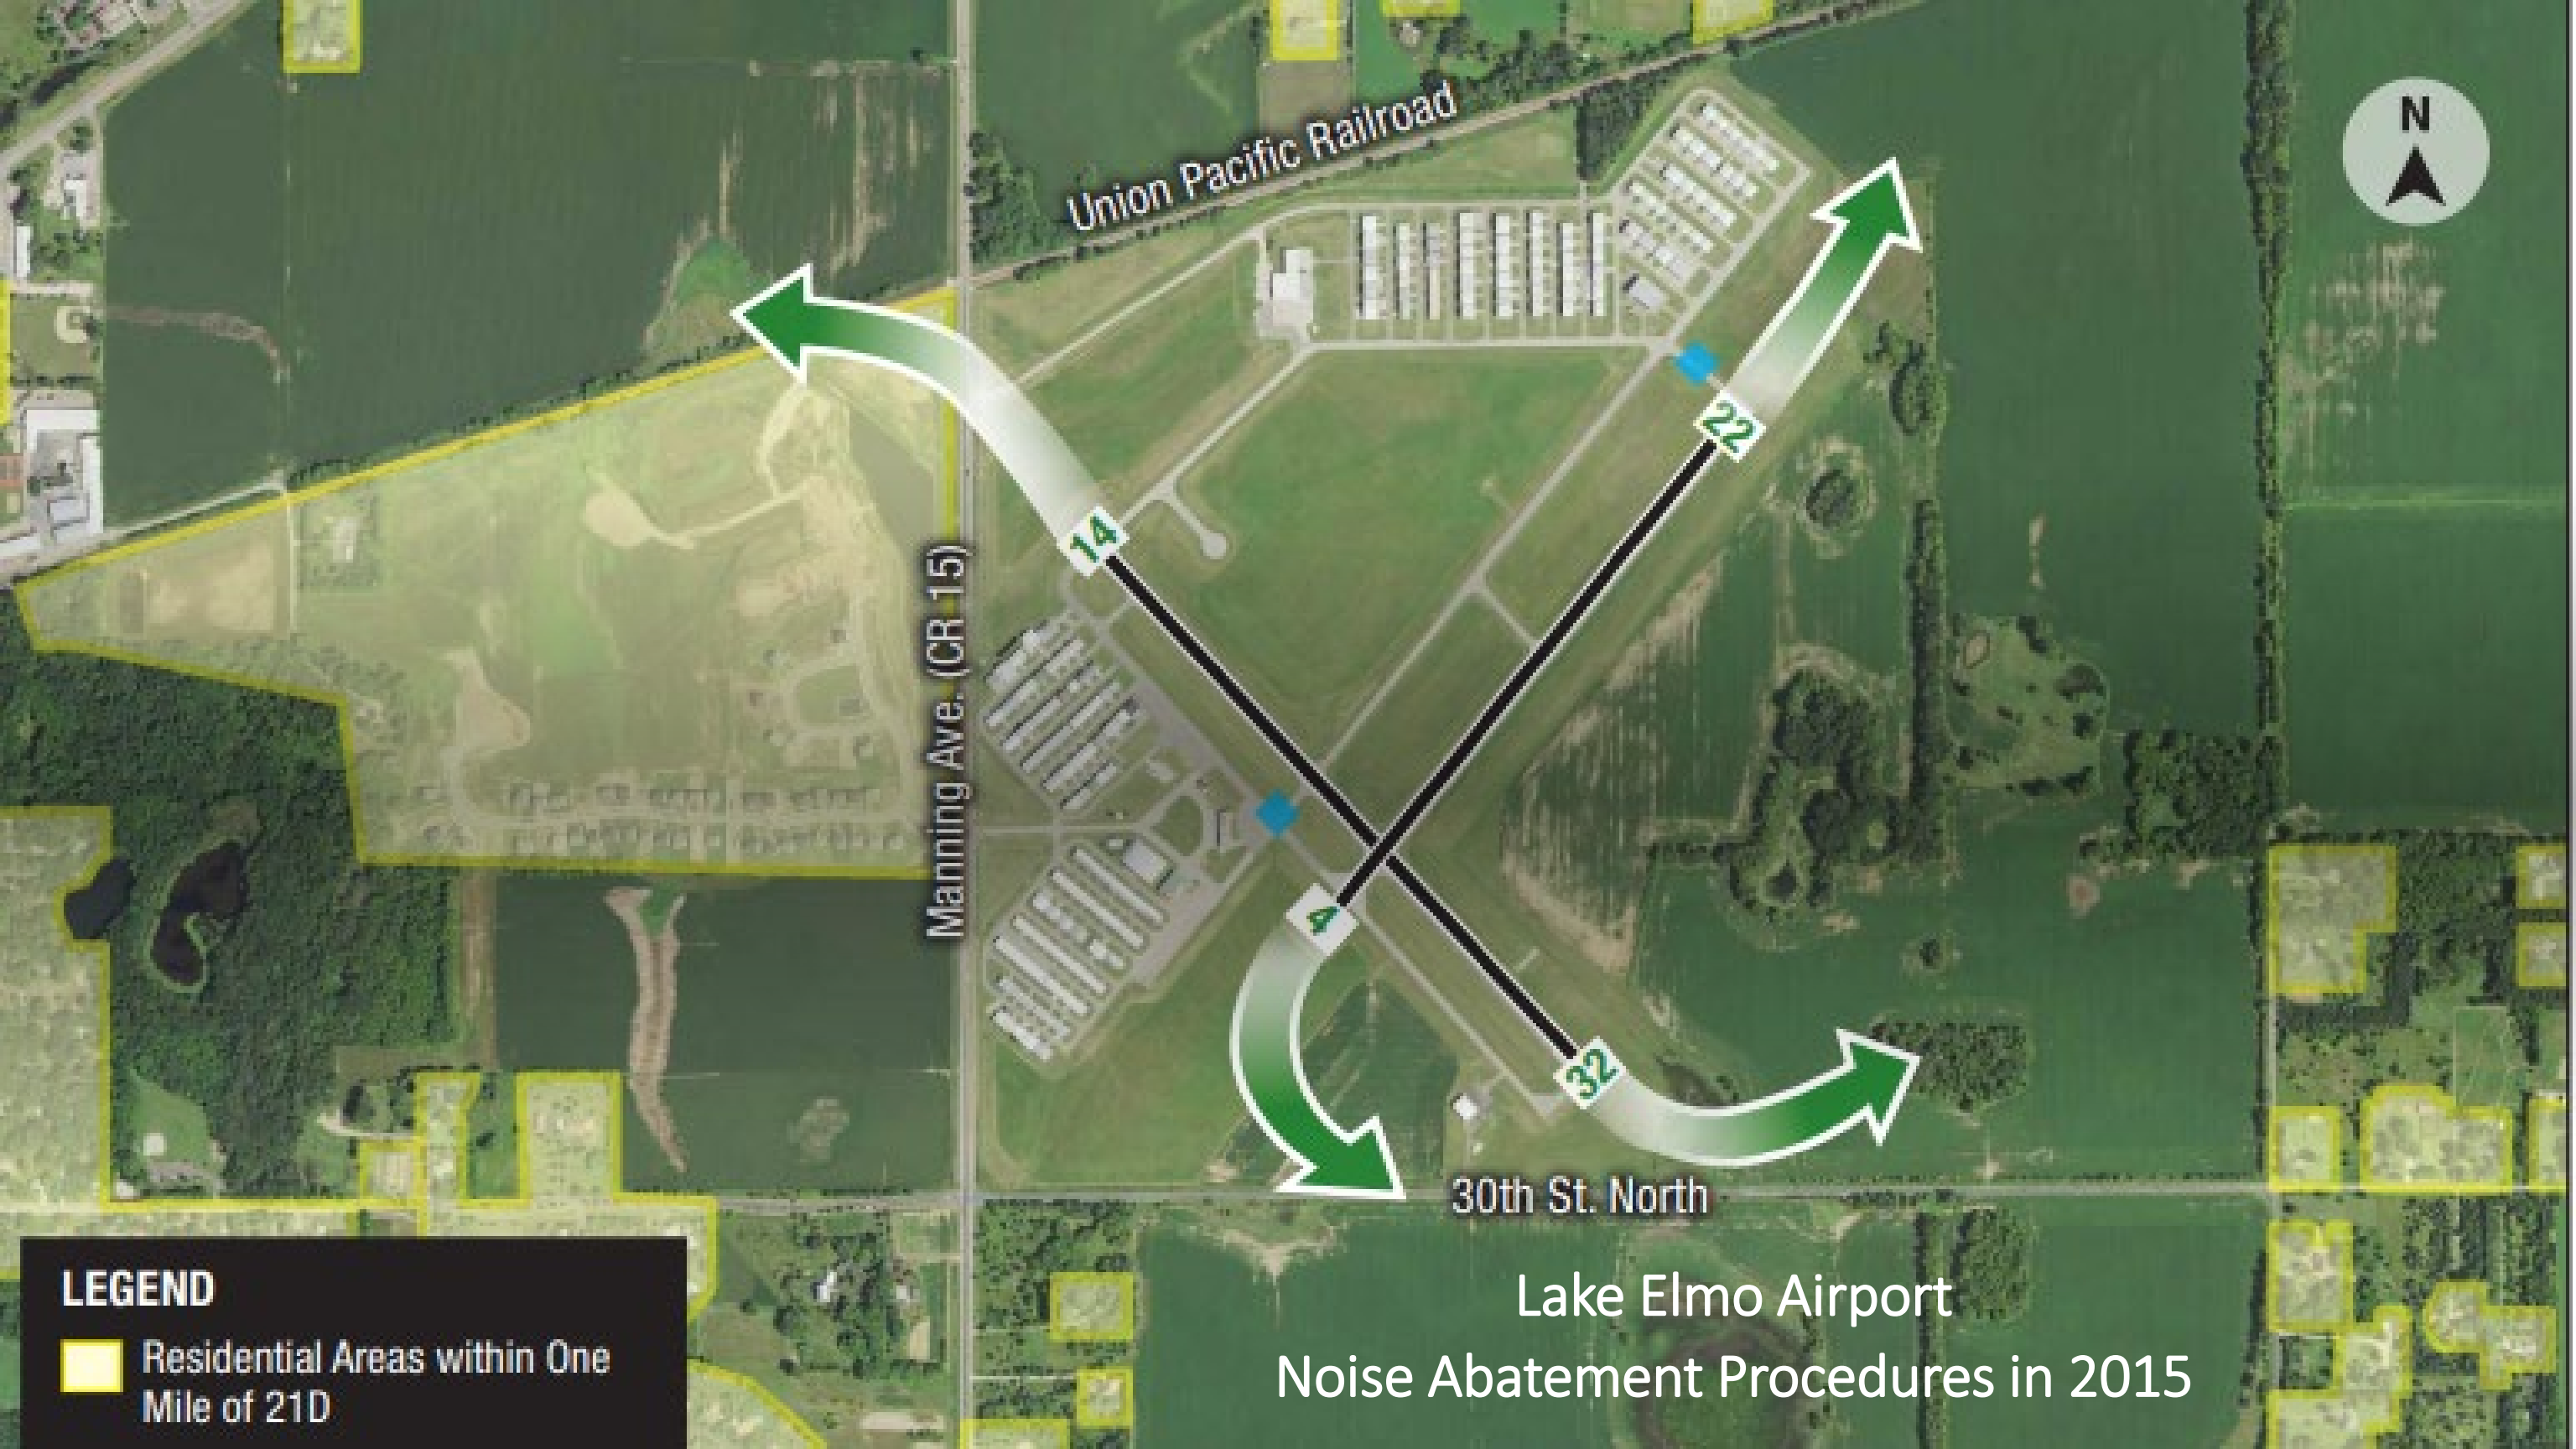 N
Union Pacific Railroad
22
14
Manning Ave. (CR 15)
4
32
30th St. North
LEGEND
Residential Areas within One
Mile of 21D
Lake Elmo Airport
Noise Abatement Procedures in 2015